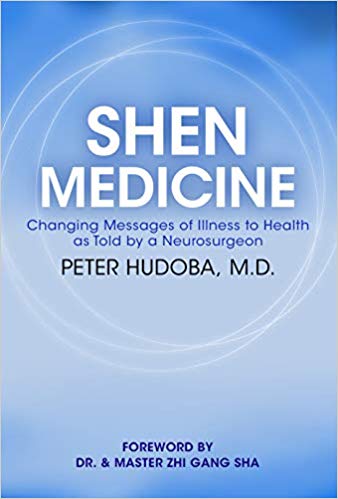 SHEN
MEDICINE
Changing Messages of Illness to Health
as Told by a Neurosurgeon
PETER HUDOBA, M.D.
FOREWORD BY
DR. & MASTER ZHI GANG SHA